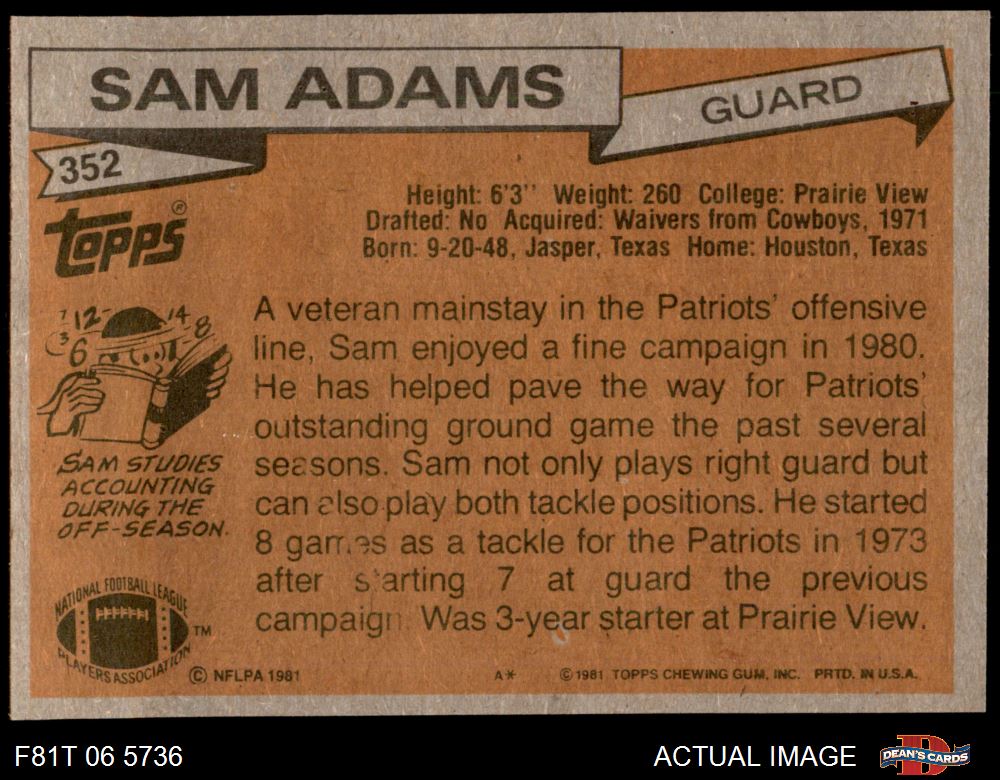 SAM ADAMS
GUARD
352
Topps®
Height: 6'3'' Weight: 260 College: Prairie View
Drafted: No Acquired: Waivers from Cowboys, 1971
Born: 9-20-48, Jasper, Texas Home: Houston, Texas
7 12 14 8
3 6
SAM STUDIES
ACCOUNTING
DURING THE
OFF-SEASON.
A veteran mainstay in the Patriots' offensive
line, Sam enjoyed a fine campaign in 1980.
He has helped pave the way for Patriots'
outstanding ground game the past several
seasons. Sam not only plays right guard but
can also play both tackle positions. He started
8 games as a tackle for the Patriots in 1973
after starting 7 at guard the previous
campaign. Was 3-year starter at Prairie View.
NATIONAL FOOTBALL LEAGUE
PLAYERS ASSOCIATION
TM
© NFLPA 1981
A*
© 1981 TOPPS CHEWING GUM, INC. PRTD. IN U.S.A.
F81T 06 5736
ACTUAL IMAGE
DEAN'S CARDS